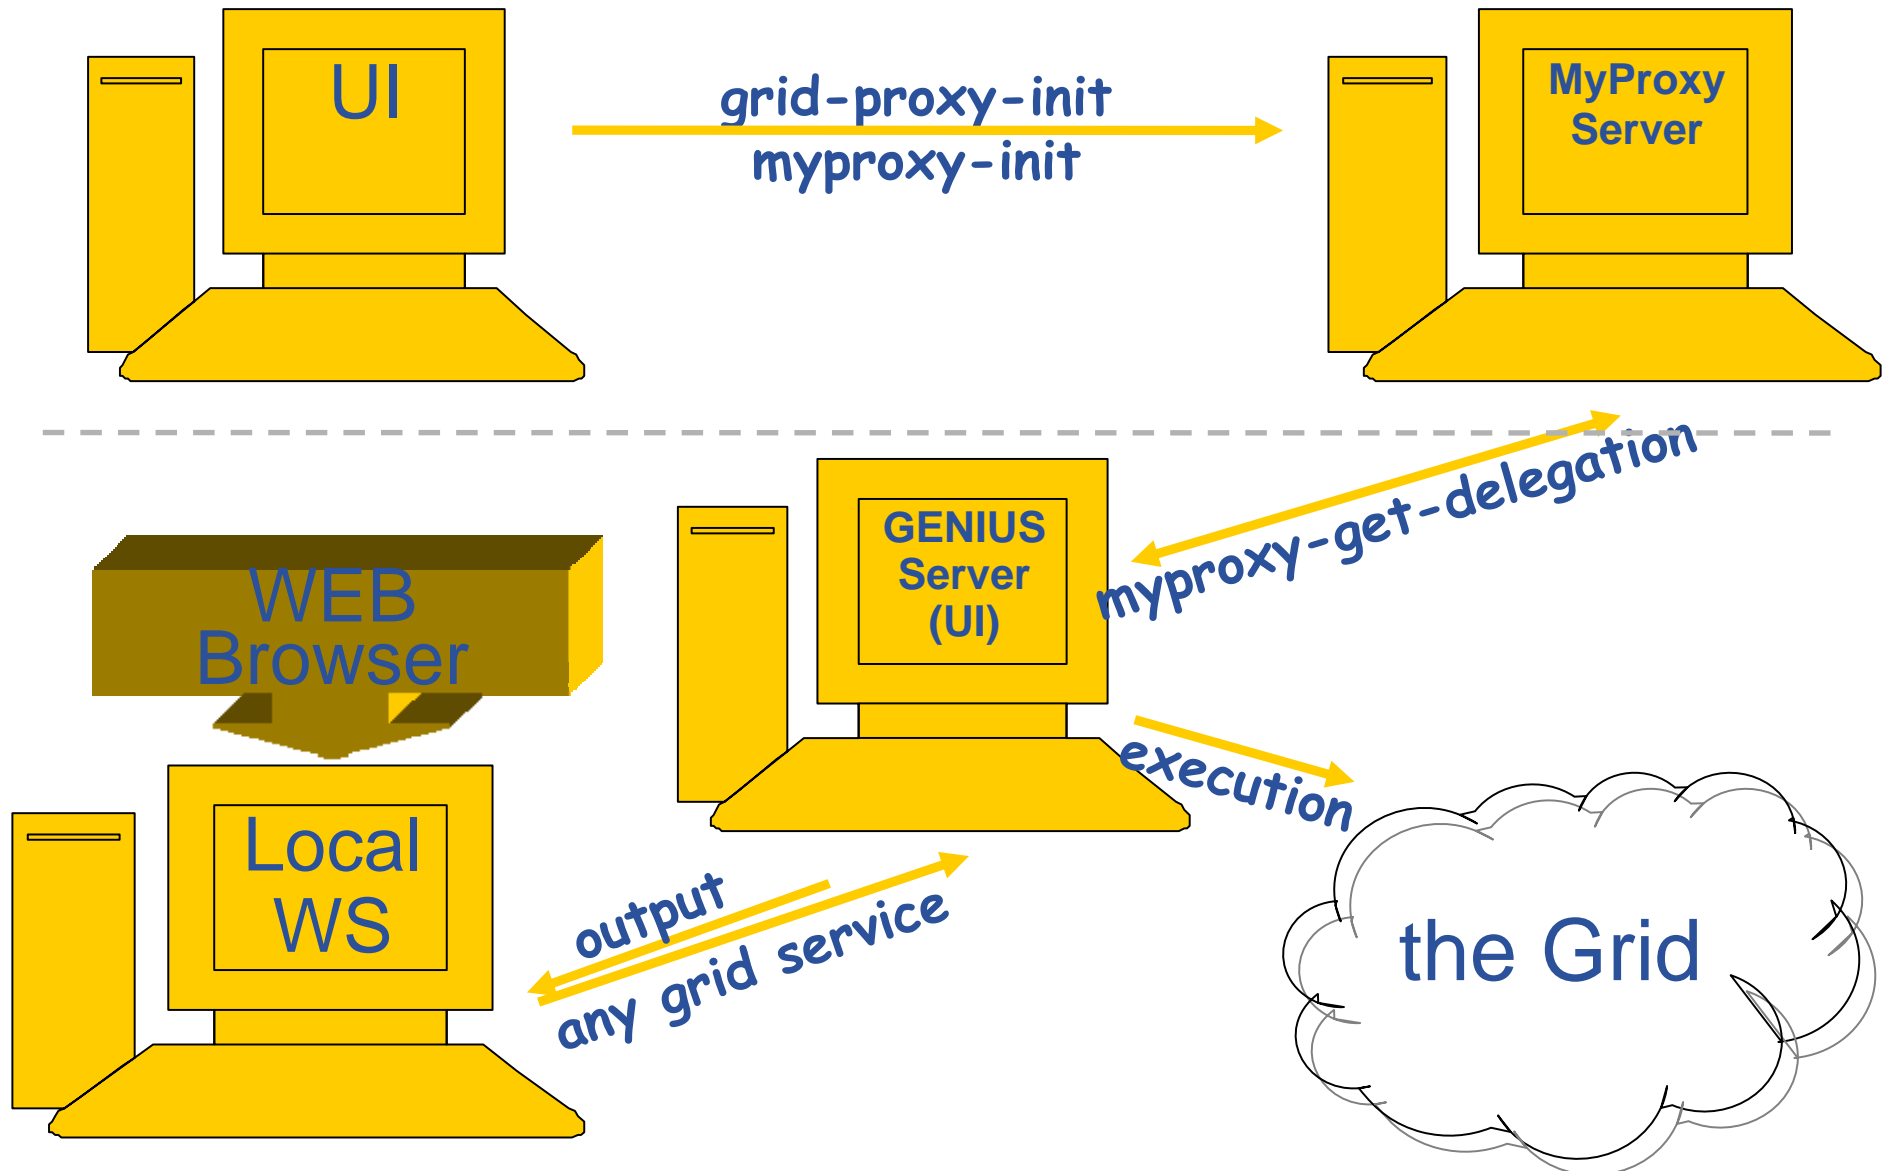 UI
grid-proxy-init
myproxy-init
MyProxy
Server
myproxy-get-delegation
GENIUS
Server
(UI)
WEB
Browser
execution
Local
WS
output
any grid service
the Grid